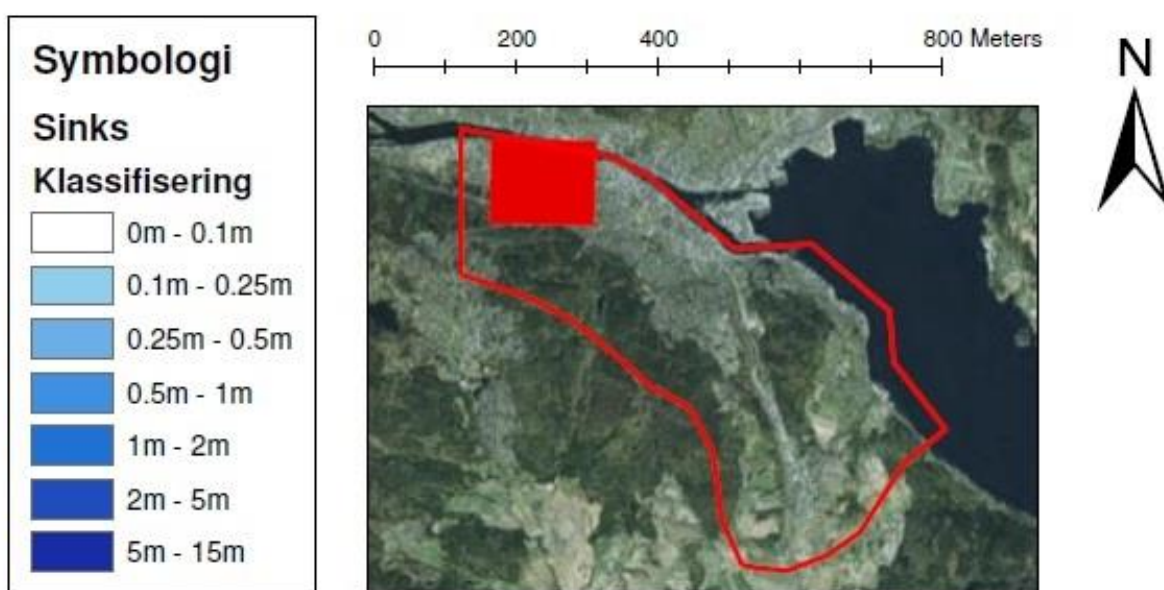 Symbologi
Sinks
Klassifisering
0m - 0.1m
0.1m - 0.25m
0.25m - 0.5m
0.5m - 1m
1m - 2m
2m - 5m
5m - 15m
0 200 400 800 Meters
N